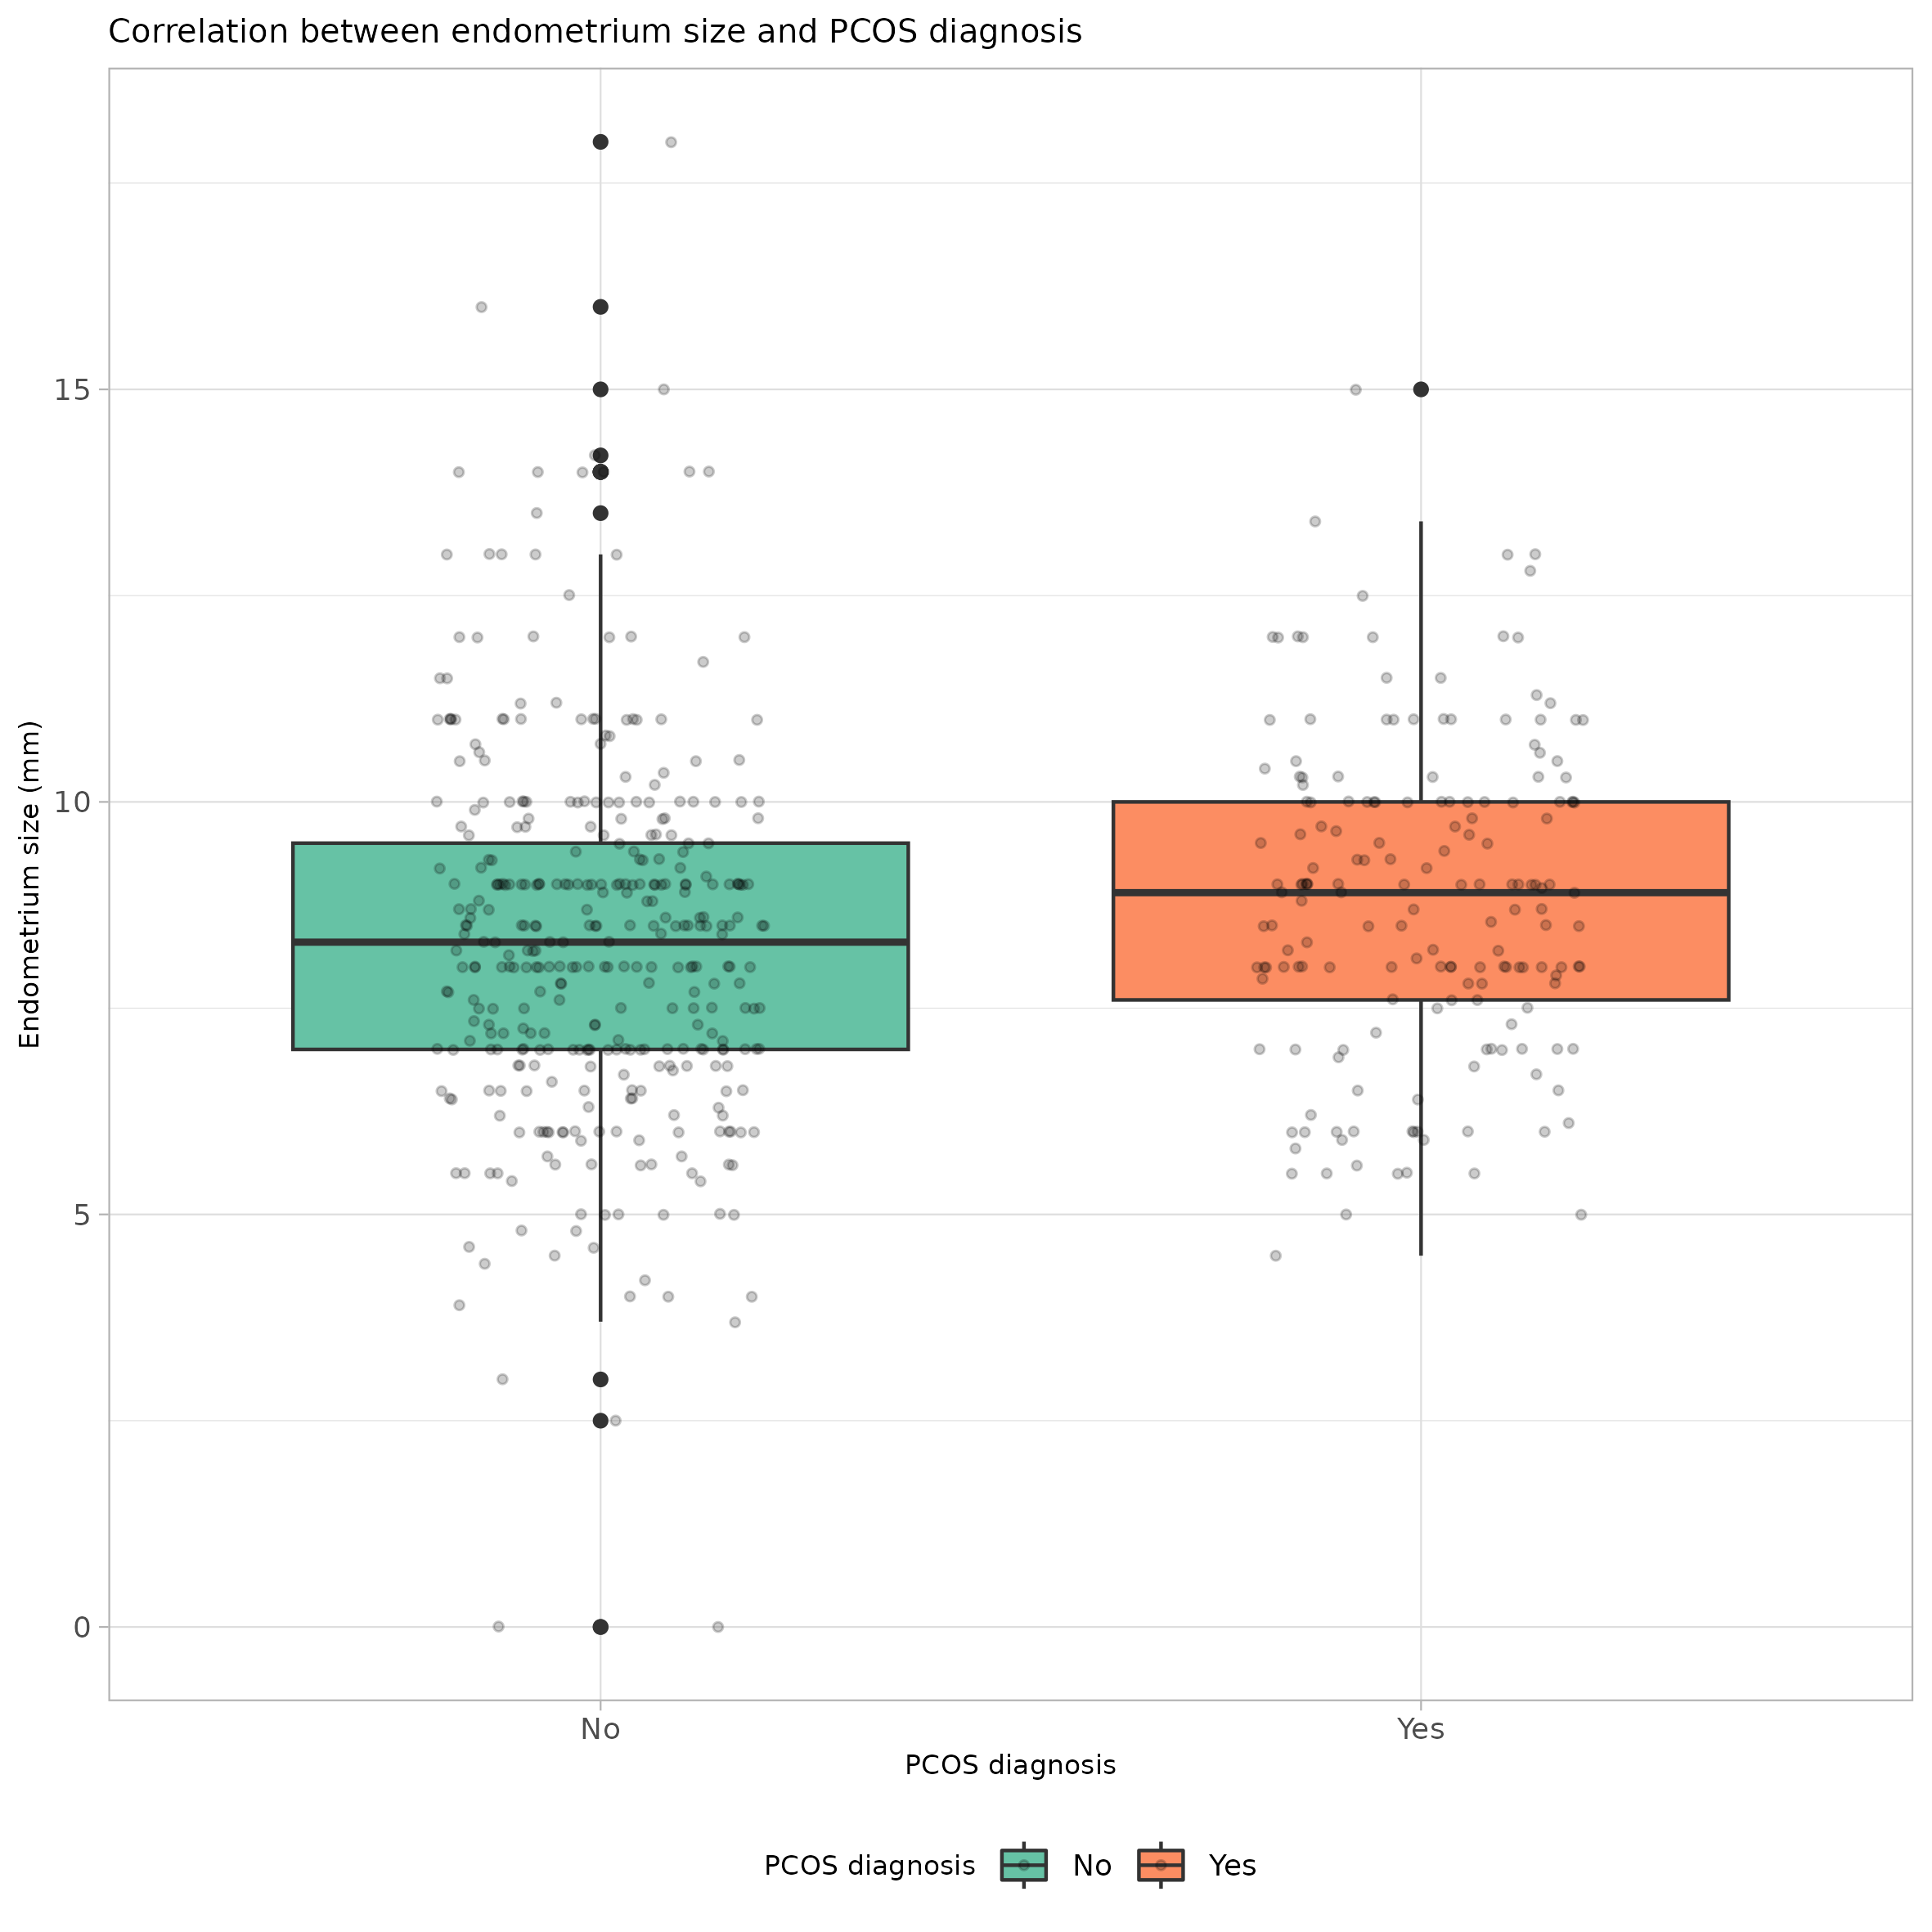 Correlation between endometrium size and PCOS diagnosis
Endometrium size (mm)
15
10
5
0
No
Yes
PCOS diagnosis
PCOS diagnosis No Yes